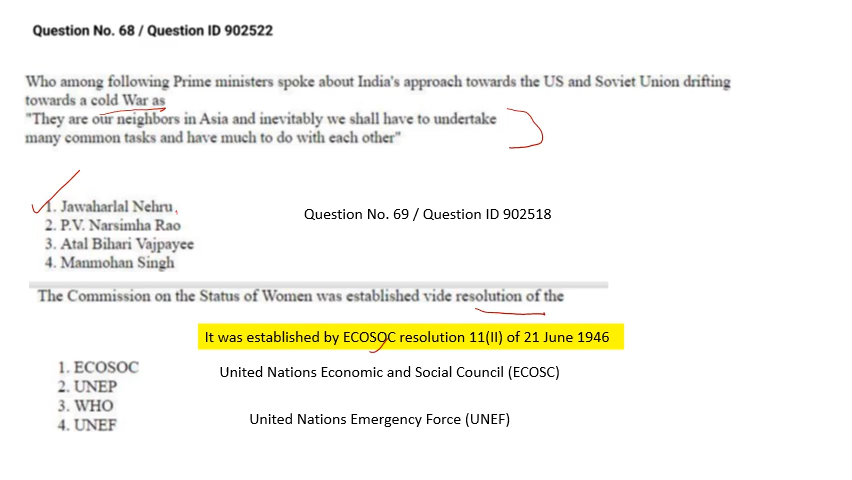 Question No. 68 / Question ID 902522
Who among following Prime ministers spoke about India's approach towards the US and Soviet Union drifting
towards a cold War as
"They are our neighbors in Asia and inevitably we shall have to undertake
many common tasks and have much to do with each other"
1. Jawaharlal Nehru
2. P.V. Narsimha Rao
3. Atal Bihari Vajpayee
4. Manmohan Singh
Question No. 69 / Question ID 902518
The Commission on the Status of Women was established vide resolution of the
It was established by ECOSOC resolution 11(II) of 21 June 1946
1. ECOSOC
2. UNEP
3. WHO
4. UNEF
United Nations Economic and Social Council (ECOSC)
United Nations Emergency Force (UNEF)